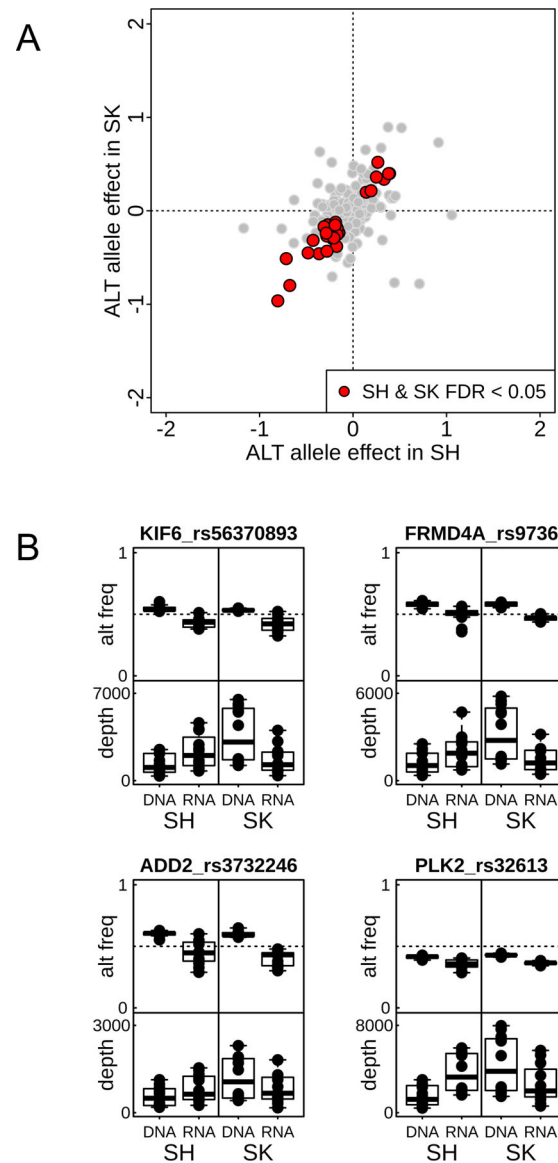 A
ALT allele effect in SK
2
1
0
-1
-2
SH & SK FDR < 0.05
-2 -1 0 1 2
ALT allele effect in SH
B
KIF6_rs56370893
alt freq
1
0
depth
7000
0
DNA RNA DNA RNA
SH SK
FRMD4A_rs9736
alt freq
1
0
depth
6000
0
DNA RNA DNA RNA
SH SK
ADD2_rs3732246
alt freq
1
0
depth
3000
0
DNA RNA DNA RNA
SH SK
PLK2_rs32613
alt freq
1
0
depth
8000
0
DNA RNA DNA RNA
SH SK